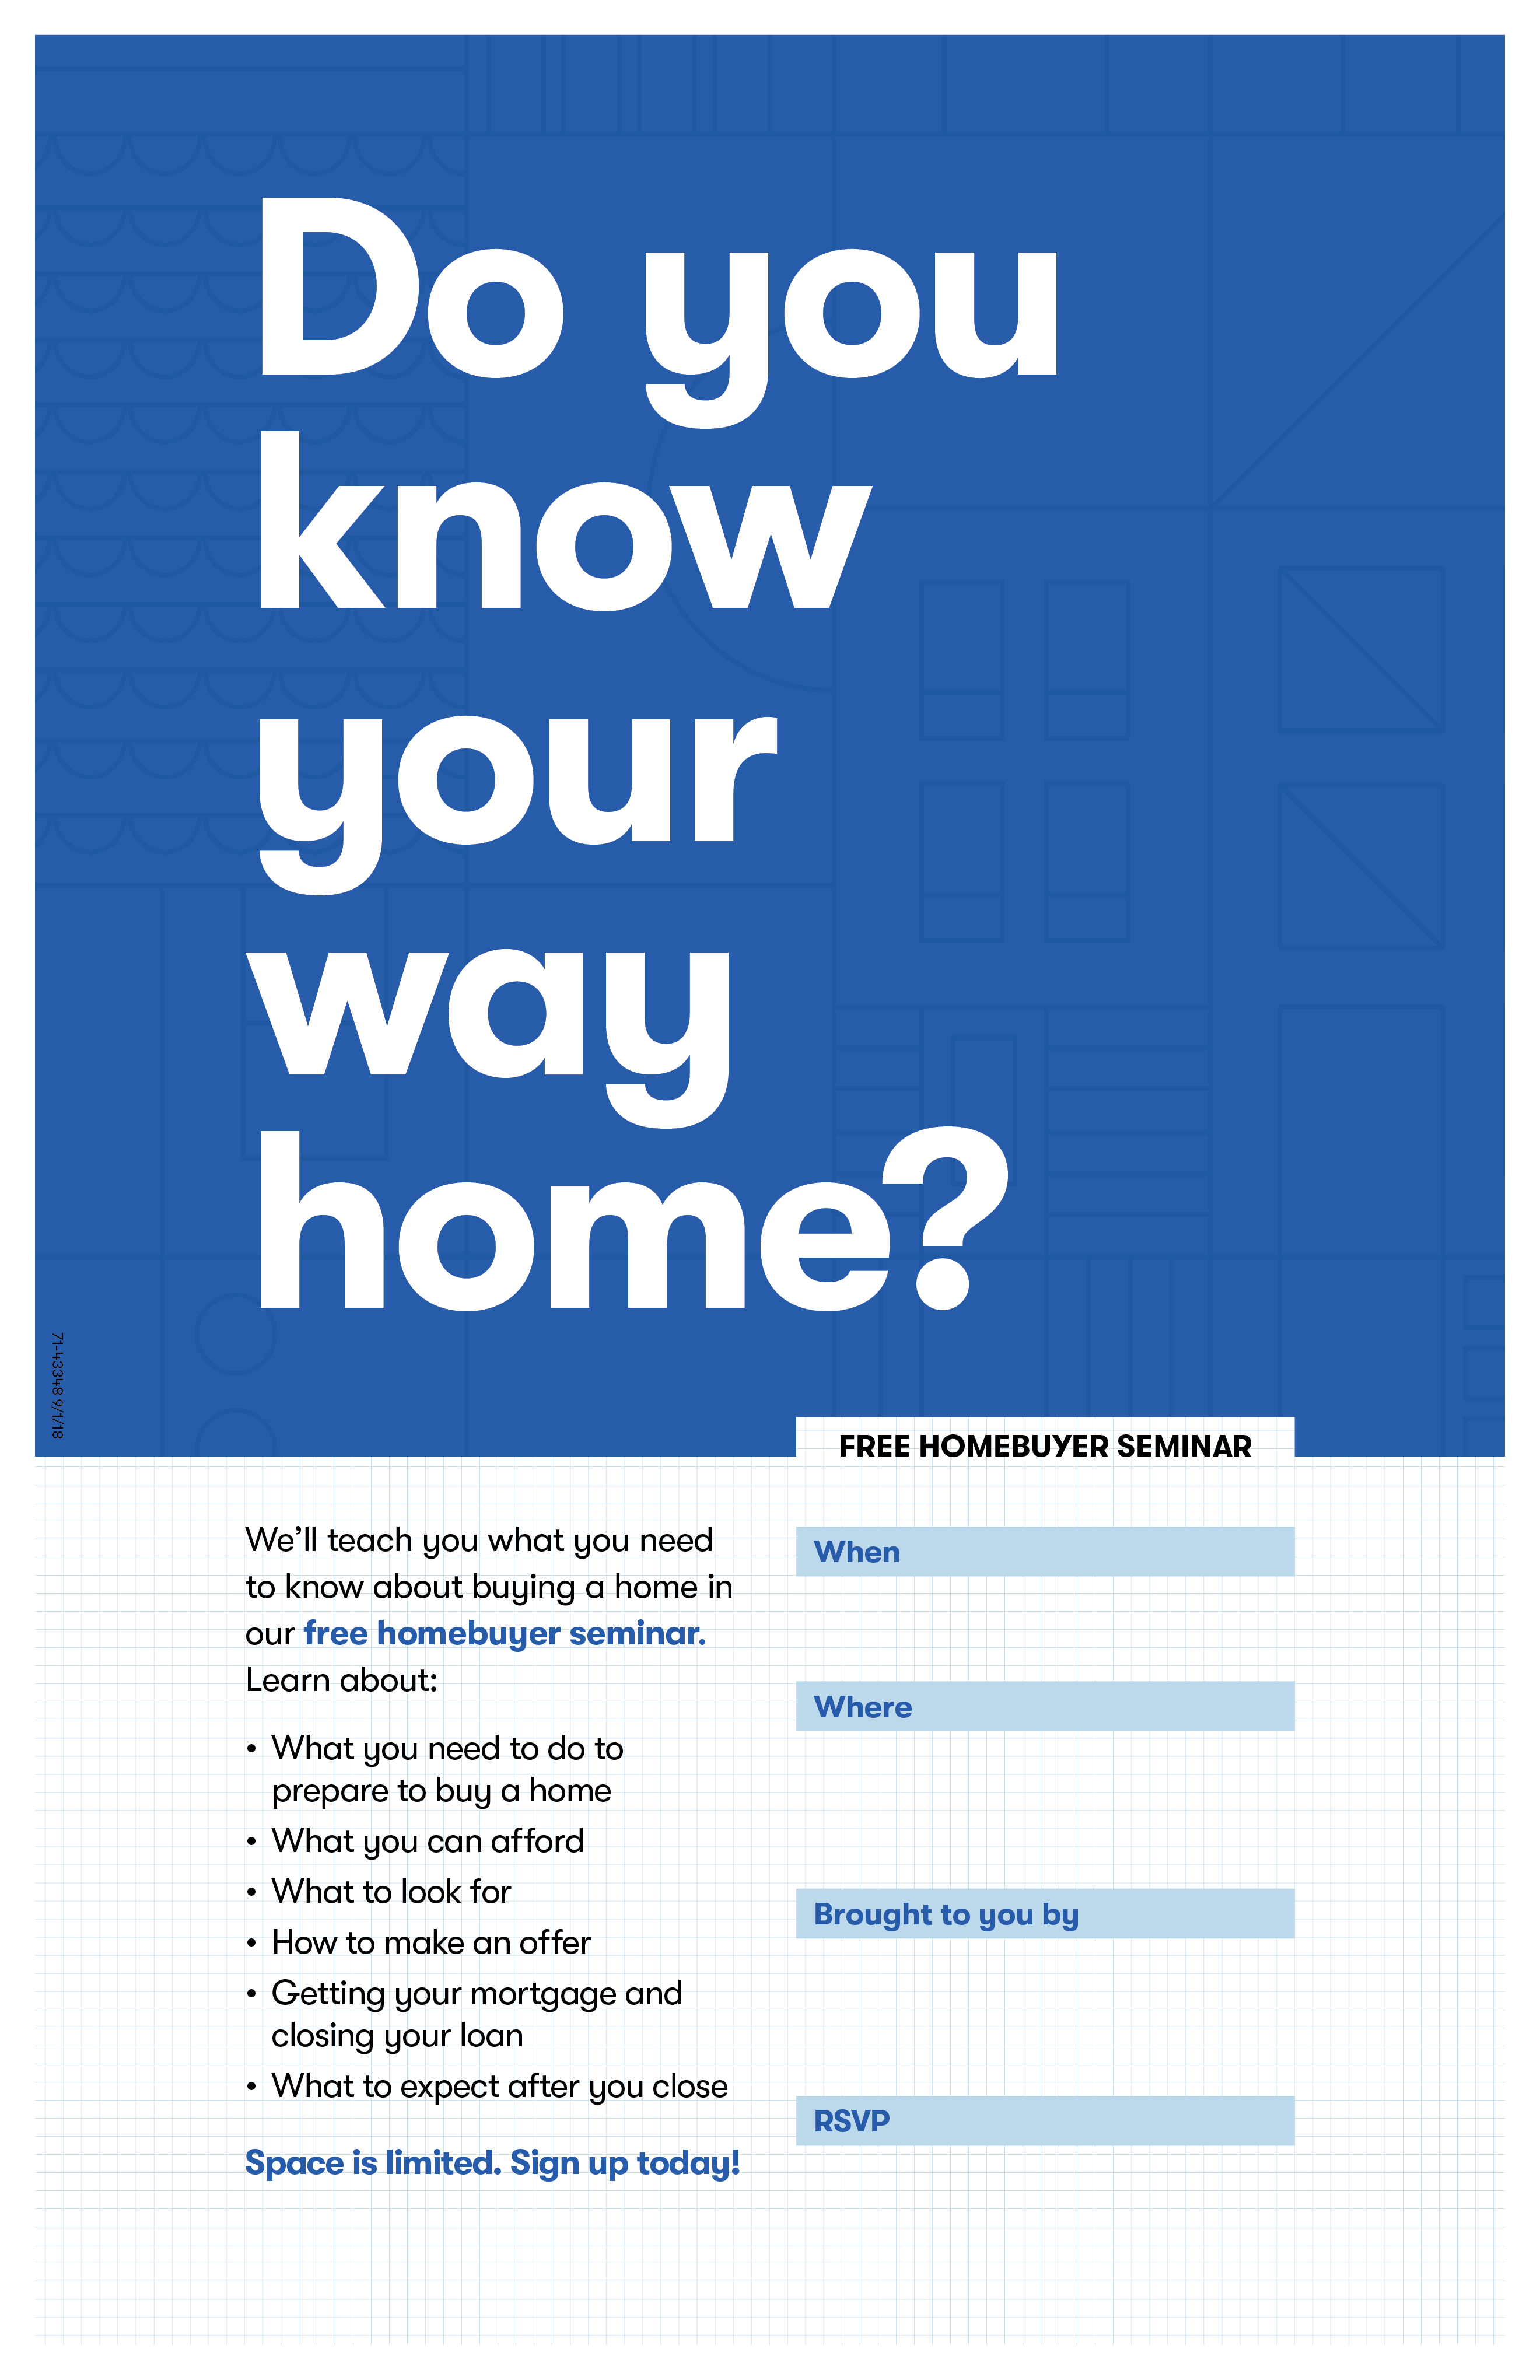 Do you
know
your
way
home?
71-43348 9/1/18
FREE HOMEBUYER SEMINAR
We’ll teach you what you need
to know about buying a home in
our free homebuyer seminar.
Learn about:
• What you need to do to
prepare to buy a home
• What you can afford
• What to look for
• How to make an offer
• Getting your mortgage and
closing your loan
• What to expect after you close
Space is limited. Sign up today!
When
Where
Brought to you by
RSVP